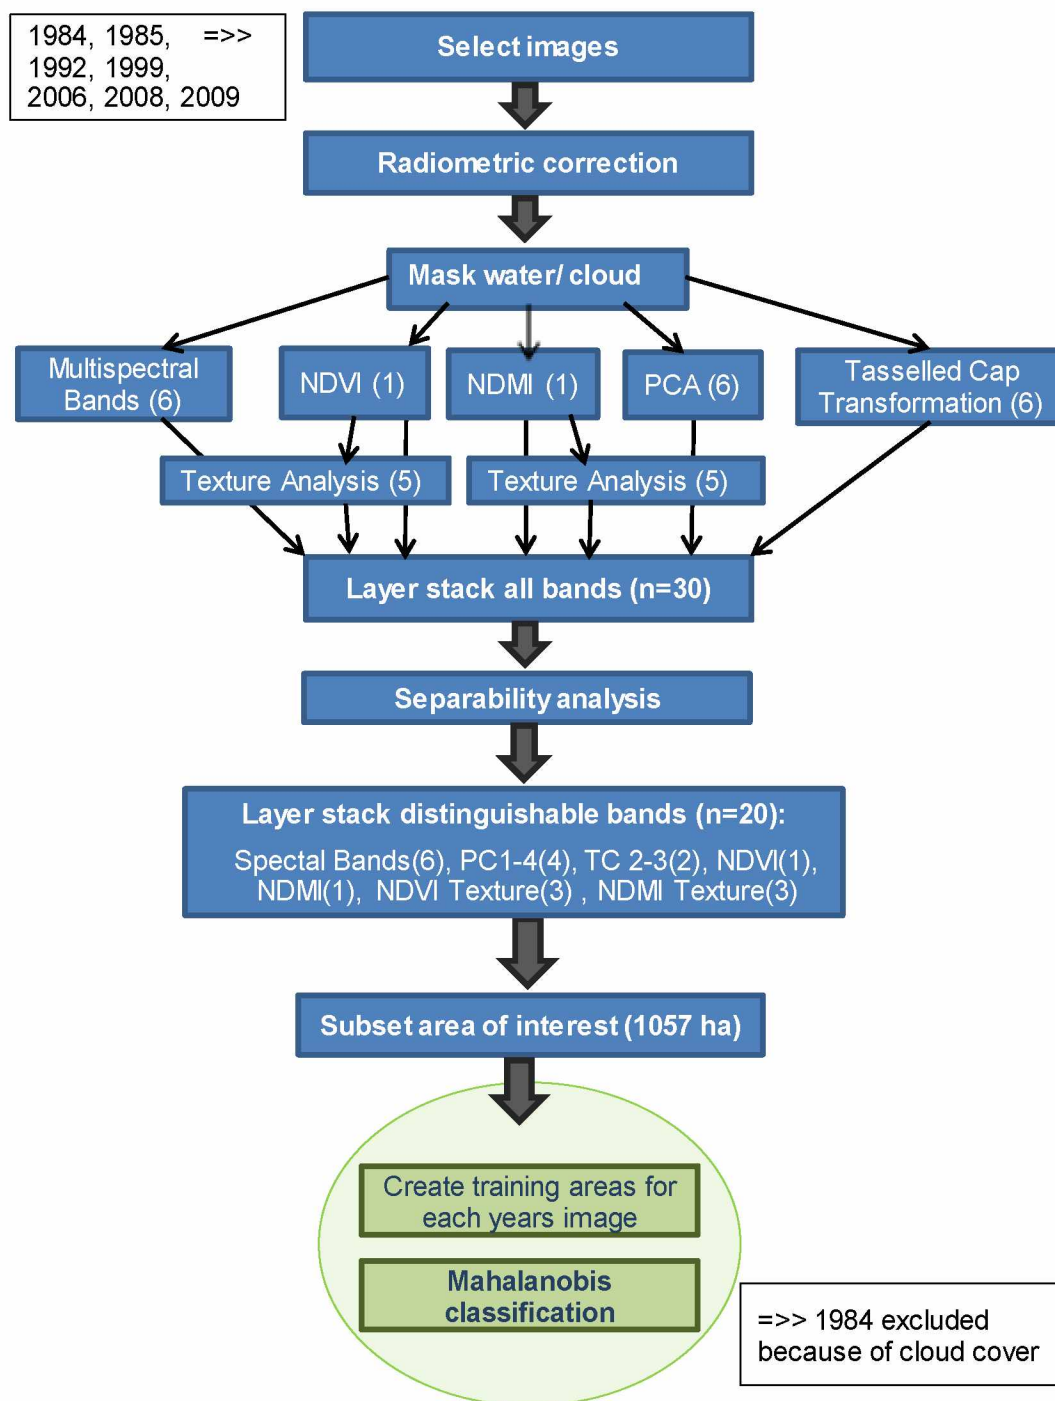 1984, 1985, =>>
1992, 1999,
2006, 2008, 2009
Select images
Radiometric correction
Mask water/ cloud
Multispectral
Bands (6)
NDVI (1)
NDMI (1)
PCA (6)
Tasselled Cap
Transformation (6)
Texture Analysis (5)
Texture Analysis (5)
Layer stack all bands (n=30)
Separability analysis
Layer stack distinguishable bands (n=20):
Spectal Bands(6), PC1-4(4), TC 2-3(2), NDVI(1),
NDMI(1), NDVI Texture(3) , NDMI Texture(3)
Subset area of interest (1057 ha)
Create training areas for
each years image
Mahalanobis
classification
=>> 1984 excluded
because of cloud cover